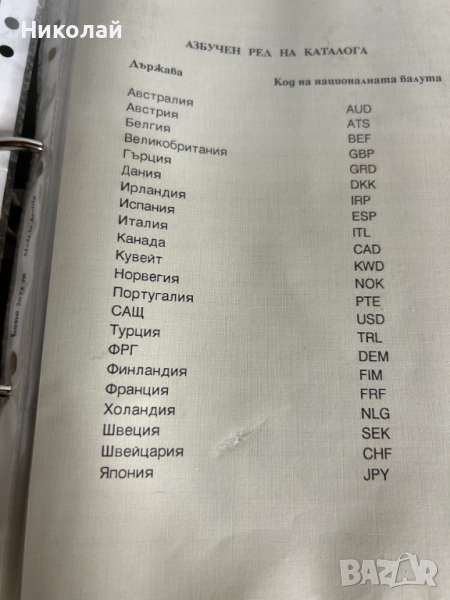 Николай
АЗБУЧЕН РЕД НА КАТАЛОГА
Държава Код на националната валута
Австралия AUD
Австрия ATS
Белгия BEF
Великобритания GBP
Гърция GRD
Дания DKK
Ирландия IRP
Испания ESP
Италия ITL
Канада CAD
Кувейт KWD
Норвегия NOK
Португалия PTE
САЩ USD
Турция TRL
ФРГ DEM
Финландия FIM
Франция FRF
Холандия NLG
Швеция SEK
Швейцария CHF
Япония JPY
BAZAR